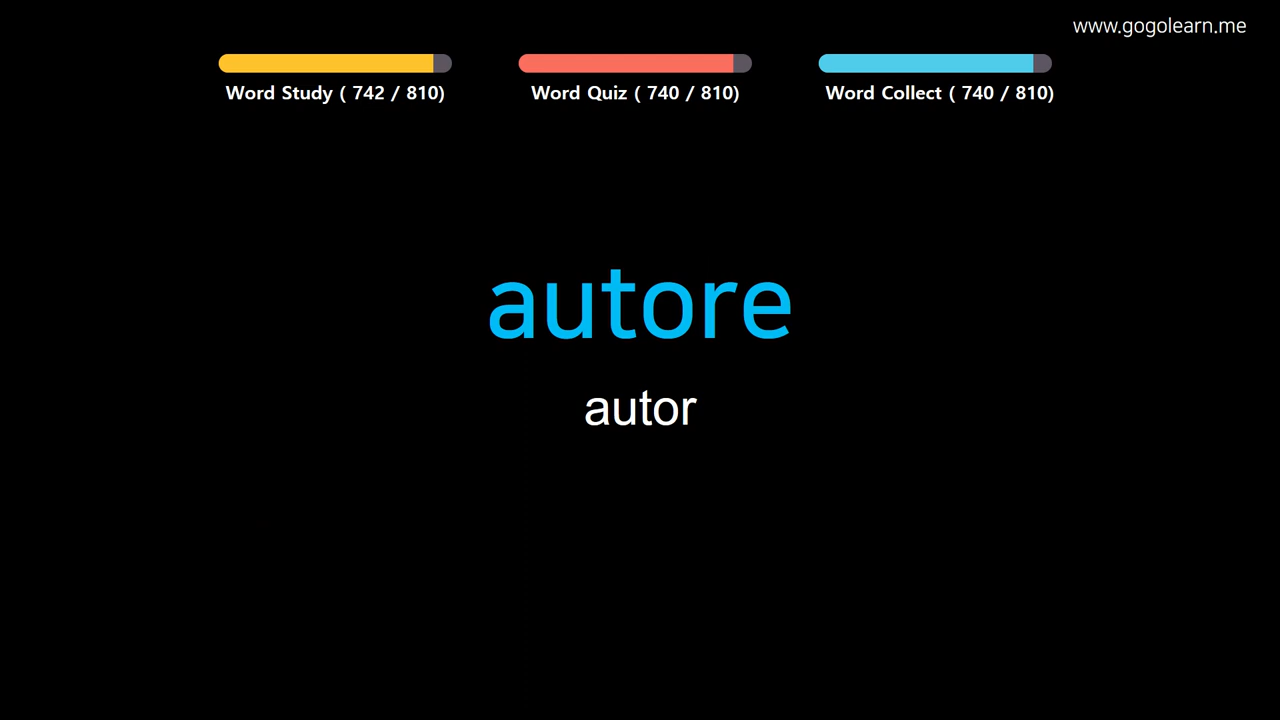 www.gogolearn.me
Word Study ( 742 / 810)
Word Quiz ( 740 / 810)
Word Collect ( 740 / 810)
autore
autor